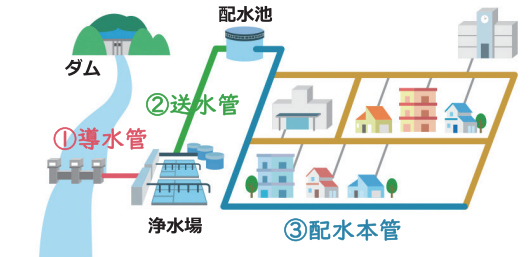 配水池
ダム
②送水管
①導水管
浄水場
③配水本管